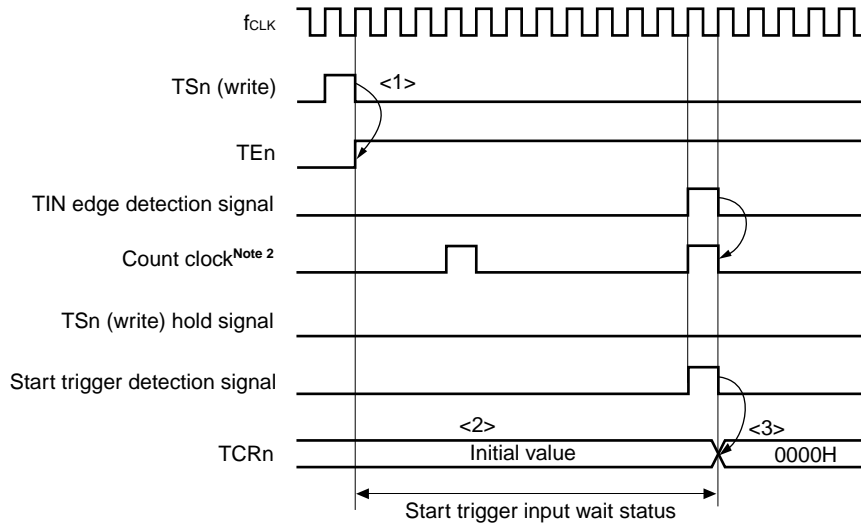 fCLK
TSn (write)
<1>
TEn
TIN edge detection signal
Count clockNote 2
TSn (write) hold signal
Start trigger detection signal
<2>
<3>
TCRn
Initial value
0000H
Start trigger input wait status